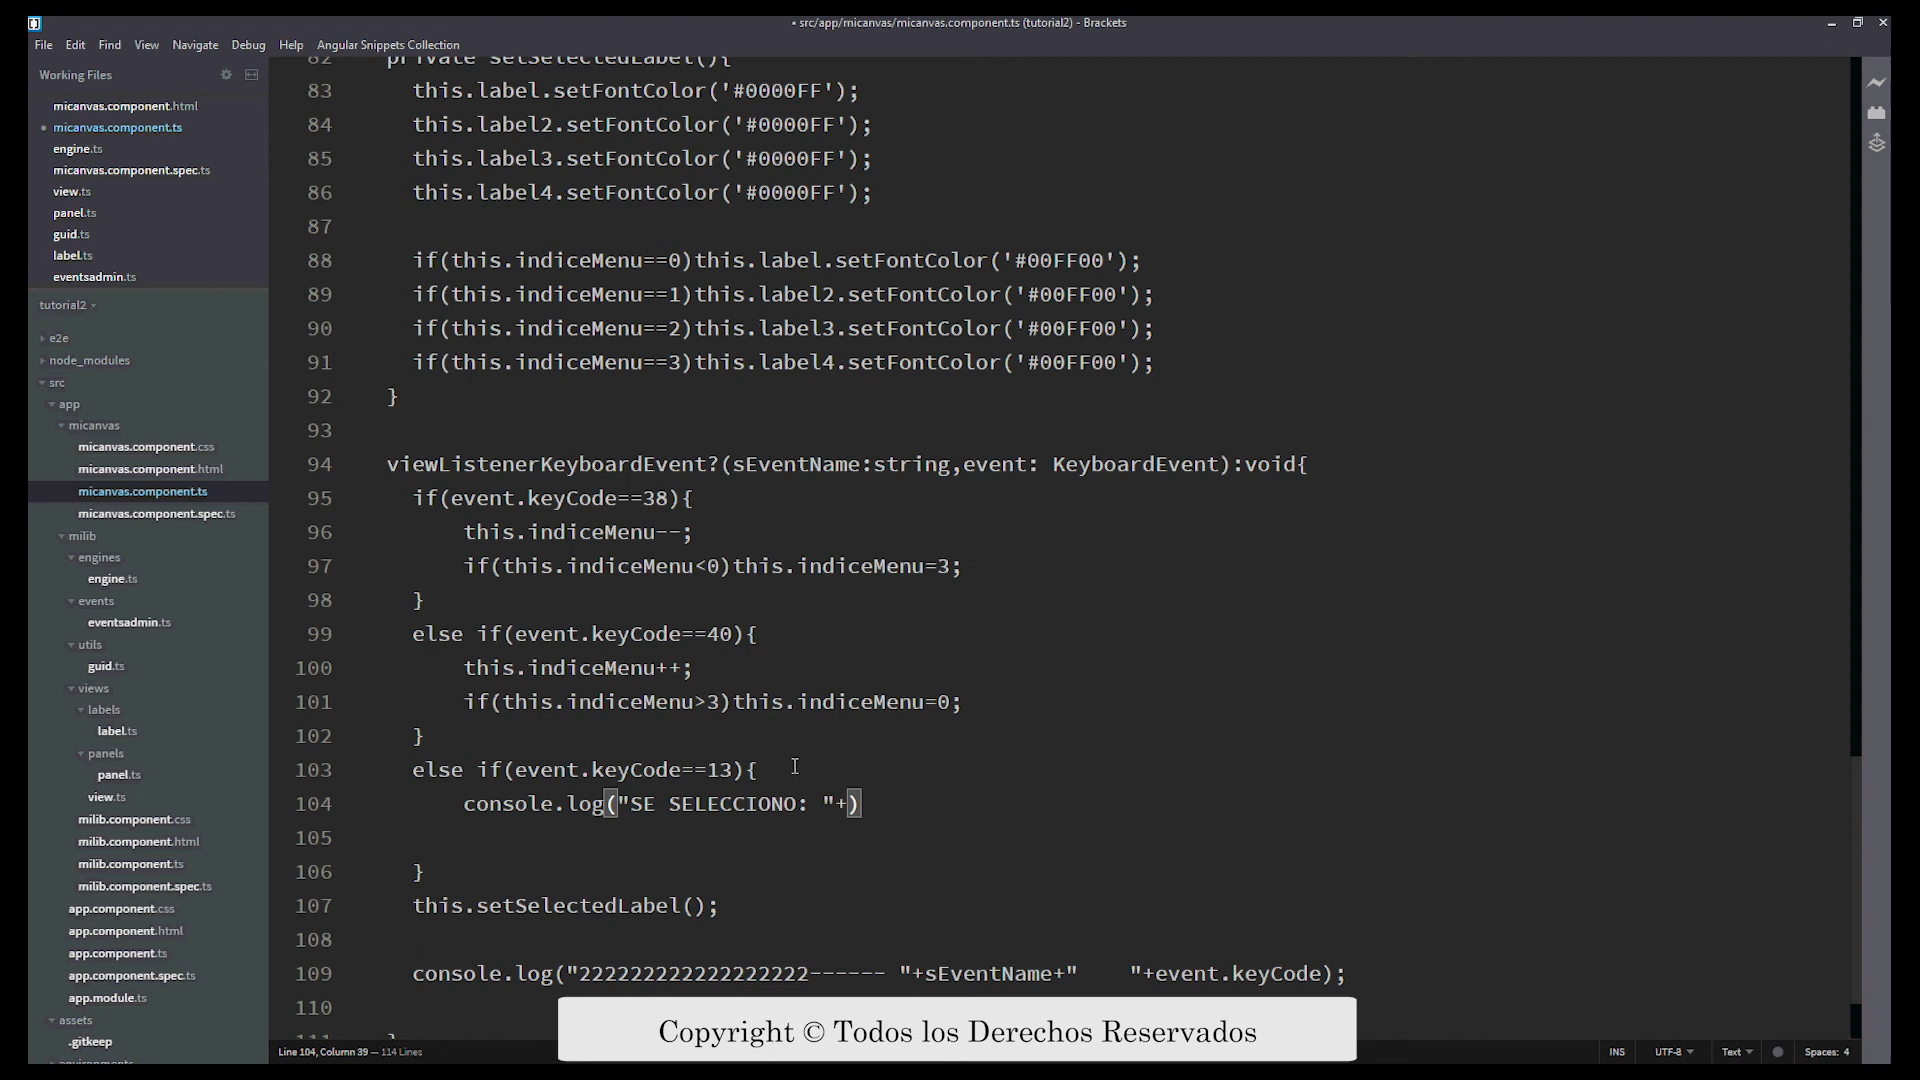 • src/app/micanvas/micanvas.component.ts (tutorial2) - Brackets
File Edit Find View Navigate Debug Help Angular Snippets Collection
Working Files
micanvas.component.html
micanvas.component.ts
engine.ts
micanvas.component.spec.ts
view.ts
panel.ts
guid.ts
label.ts
eventsadmin.ts
tutorial2
e2e
node_modules
src
app
micanvas
micanvas.component.css
micanvas.component.html
micanvas.component.ts
micanvas.component.spec.ts
milib
engines
engine.ts
events
eventsadmin.ts
utils
guid.ts
views
labels
label.ts
panels
panel.ts
view.ts
milib.component.css
milib.component.html
milib.component.ts
milib.component.spec.ts
app.component.css
app.component.html
app.component.ts
app.component.spec.ts
app.module.ts
assets
.gitkeep
environments
82 private setSelectedLabel(){
83 this.label.setFontColor('#0000FF');
84 this.label2.setFontColor('#0000FF');
85 this.label3.setFontColor('#0000FF');
86 this.label4.setFontColor('#0000FF');
87
88 if(this.indiceMenu==0)this.label.setFontColor('#00FF00');
89 if(this.indiceMenu==1)this.label2.setFontColor('#00FF00');
90 if(this.indiceMenu==2)this.label3.setFontColor('#00FF00');
91 if(this.indiceMenu==3)this.label4.setFontColor('#00FF00');
92 }
93
94 viewListenerKeyboardEvent?(sEventName:string,event: KeyboardEvent):void{
95 if(event.keyCode==38){
96 this.indiceMenu--;
97 if(this.indiceMenu<0)this.indiceMenu=3;
98 }
99 else if(event.keyCode==40){
100 this.indiceMenu++;
101 if(this.indiceMenu>3)this.indiceMenu=0;
102 }
103 else if(event.keyCode==13){
104 console.log("SE SELECCIONO: "+)
105
106 }
107 this.setSelectedLabel();
108
109 console.log("222222222222222222------ "+sEventName+"    "+event.keyCode);
110
111 }
Copyright © Todos los Derechos Reservados
Line 104, Column 39 — 114 Lines
INS UTF-8 Text Spaces: 4